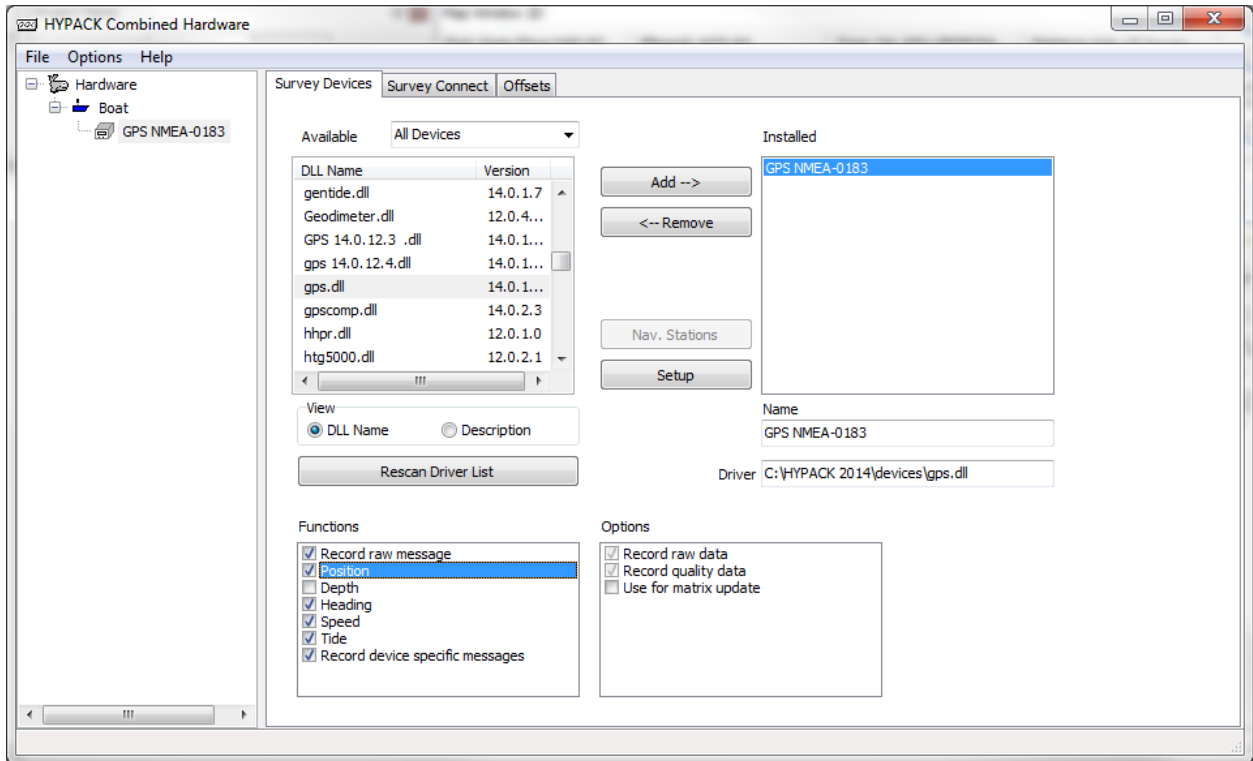 HYPACK Combined Hardware
File Options Help
Hardware
Boat
GPS NMEA-0183
Survey Devices Survey Connect Offsets
Available All Devices
DLL Name Version
gentide.dll 14.0.1.7
Geodimeter.dll 12.0.4...
GPS 14.0.12.3 .dll 14.0.1...
gps 14.0.12.4.dll 14.0.1...
gps.dll 14.0.1...
gpscomp.dll 14.0.2.3
hhpr.dll 12.0.1.0
htg5000.dll 12.0.2.1
View
DLL Name Description
Rescan Driver List
Add -->
<-- Remove
Nav. Stations
Setup
Installed
GPS NMEA-0183
Name
GPS NMEA-0183
Driver C:\HYPACK 2014\devices\gps.dll
Functions
Record raw message
Position
Depth
Heading
Speed
Tide
Record device specific messages
Options
Record raw data
Record quality data
Use for matrix update